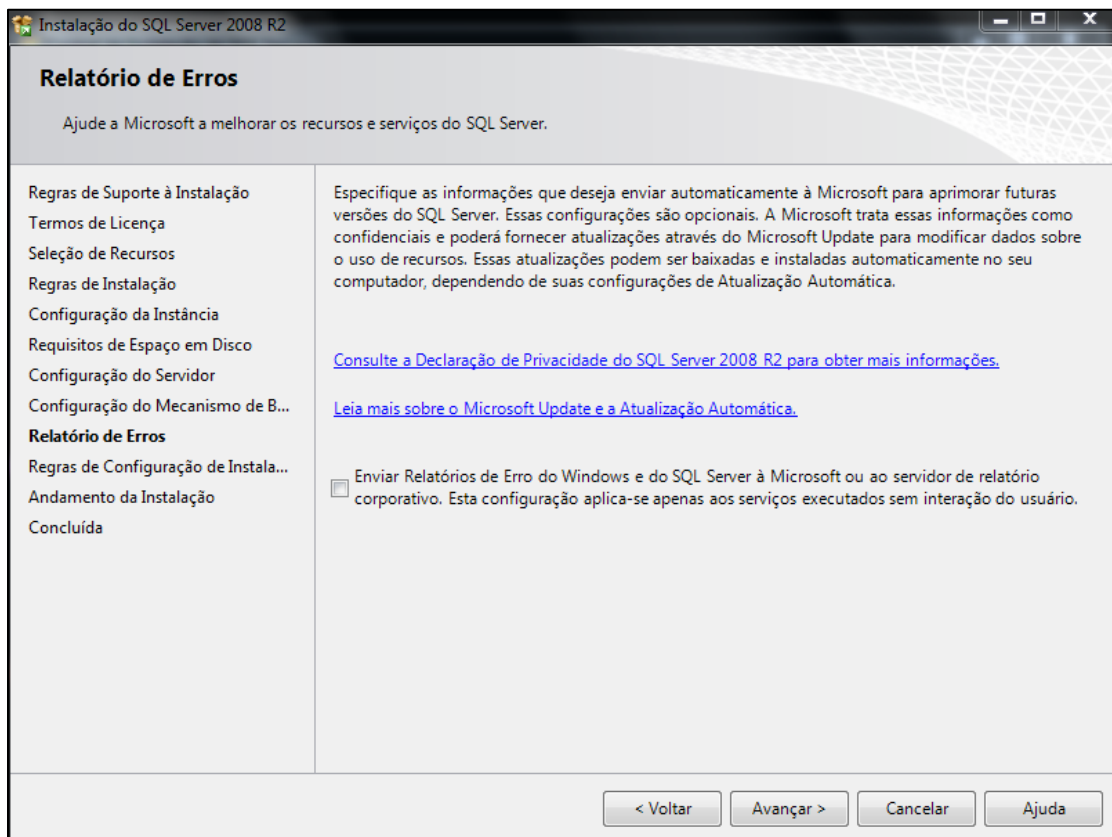 Instalação do SQL Server 2008 R2
Relatório de Erros
Ajude a Microsoft a melhorar os recursos e serviços do SQL Server.
Regras de Suporte à Instalação
Termos de Licença
Seleção de Recursos
Regras de Instalação
Configuração da Instância
Requisitos de Espaço em Disco
Configuração do Servidor
Configuração do Mecanismo de B...
Relatório de Erros
Regras de Configuração de Instala...
Andamento da Instalação
Concluída
Especifique as informações que deseja enviar automaticamente à Microsoft para aprimorar futuras
versões do SQL Server. Essas configurações são opcionais. A Microsoft trata essas informações como
confidenciais e poderá fornecer atualizações através do Microsoft Update para modificar dados sobre
o uso de recursos. Essas atualizações podem ser baixadas e instaladas automaticamente no seu
computador, dependendo de suas configurações de Atualização Automática.
Consulte a Declaração de Privacidade do SQL Server 2008 R2 para obter mais informações.
Leia mais sobre o Microsoft Update e a Atualização Automática.
Enviar Relatórios de Erro do Windows e do SQL Server à Microsoft ou ao servidor de relatório
corporativo. Esta configuração aplica-se apenas aos serviços executados sem interação do usuário.
< Voltar
Avançar >
Cancelar
Ajuda